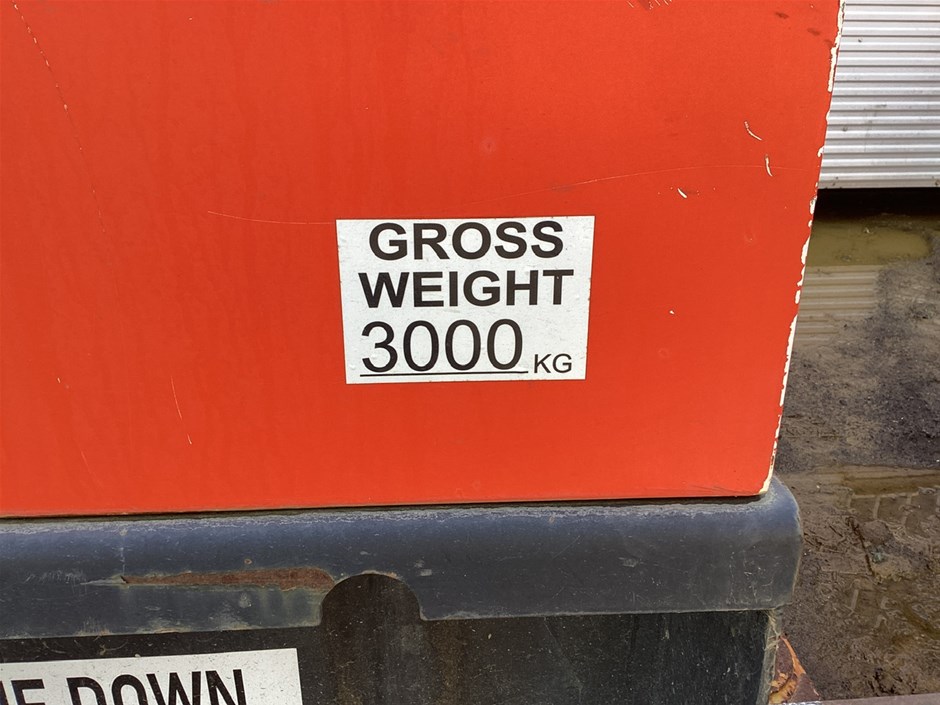 GROSS
WEIGHT
3000 KG
DOWN